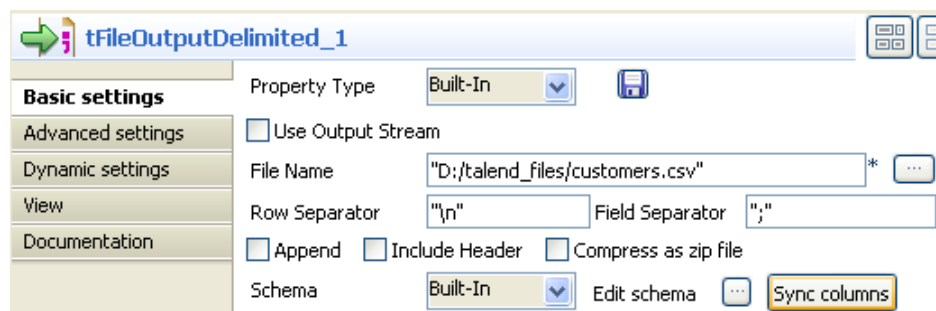 tFileOutputDelimited_1
Basic settings
Advanced settings
Dynamic settings
View
Documentation
Property Type Built-In
Use Output Stream
File Name "D:/talend_files/customers.csv" * ...
Row Separator "\n" Field Separator ";"
Append Include Header Compress as zip file
Schema Built-In Edit schema ... Sync columns